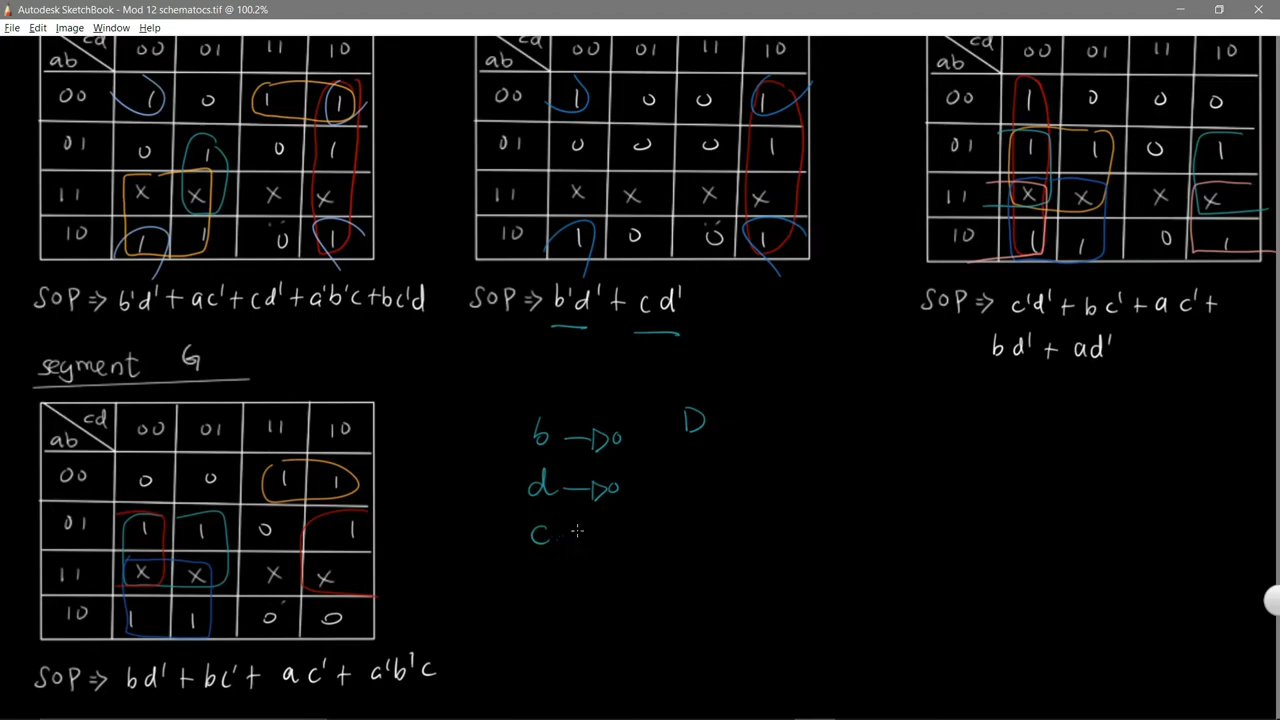 Autodesk SketchBook - Mod 12 schematocs.tif @ 100.2%
File Edit Image Window Help
cd 00 01 11 10
ab
00 1 0 1 1
01 0 1 0 1
11 x x x x
10 1 1 0 1
SOP => b'd' + ac' + cd' + a'b'c + bc'd
cd 00 01 11 10
ab
00 1 0 0 1
01 0 0 0 1
11 x x x x
10 1 0 0 1
SOP => b'd' + cd'
cd 00 01 11 10
ab
00 1 0 0 0
01 1 1 0 1
11 x x x x
10 1 1 0 1
SOP => c'd' + bc' + ac' +
bd' + ad'
segment G
cd 00 01 11 10
ab
00 0 0 1 1
01 1 1 0 1
11 x x x x
10 1 1 0 0
SOP => bd' + bc' + ac' + a'b'c
b D
d
c